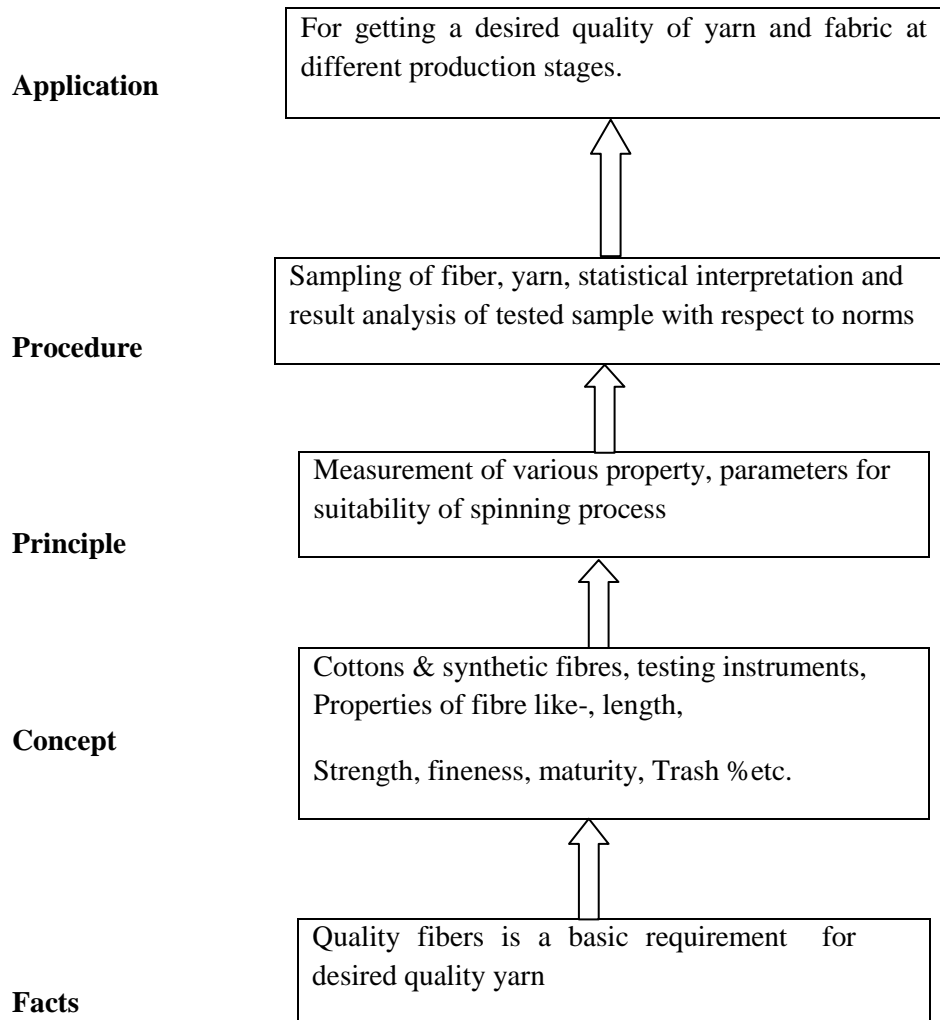 For getting a desired quality of yarn and fabric at
different production stages.
Application
Sampling of fiber, yarn, statistical interpretation and
result analysis of tested sample with respect to norms
Procedure
Measurement of various property, parameters for
suitability of spinning process
Principle
Cottons & synthetic fibres, testing instruments,
Properties of fibre like-, length,
Concept
Strength, fineness, maturity, Trash %etc.
Quality fibers is a basic requirement for
desired quality yarn
Facts